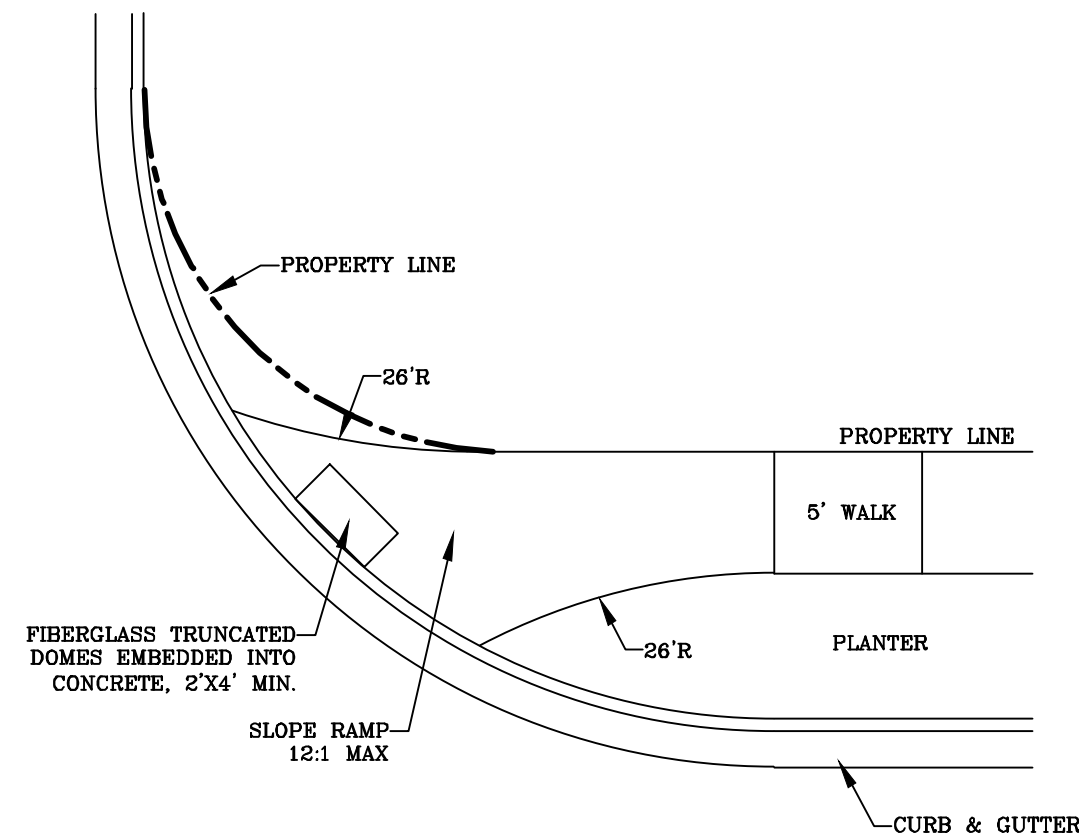 PROPERTY LINE
26'R
PROPERTY LINE
5' WALK
FIBERGLASS TRUNCATED
DOMES EMBEDDED INTO
CONCRETE, 2'X4' MIN.
26'R
PLANTER
SLOPE RAMP
12:1 MAX
CURB & GUTTER